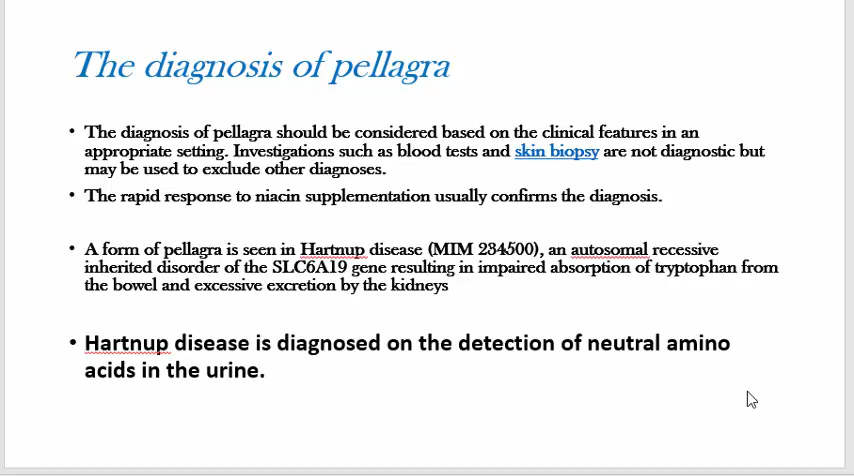 The diagnosis of pellagra
• The diagnosis of pellagra should be considered based on the clinical features in an
appropriate setting. Investigations such as blood tests and skin biopsy are not diagnostic but
may be used to exclude other diagnoses.
• The rapid response to niacin supplementation usually confirms the diagnosis.
• A form of pellagra is seen in Hartnup disease (MIM 234500), an autosomal recessive
inherited disorder of the SLC6A19 gene resulting in impaired absorption of tryptophan from
the bowel and excessive excretion by the kidneys
• Hartnup disease is diagnosed on the detection of neutral amino
acids in the urine.